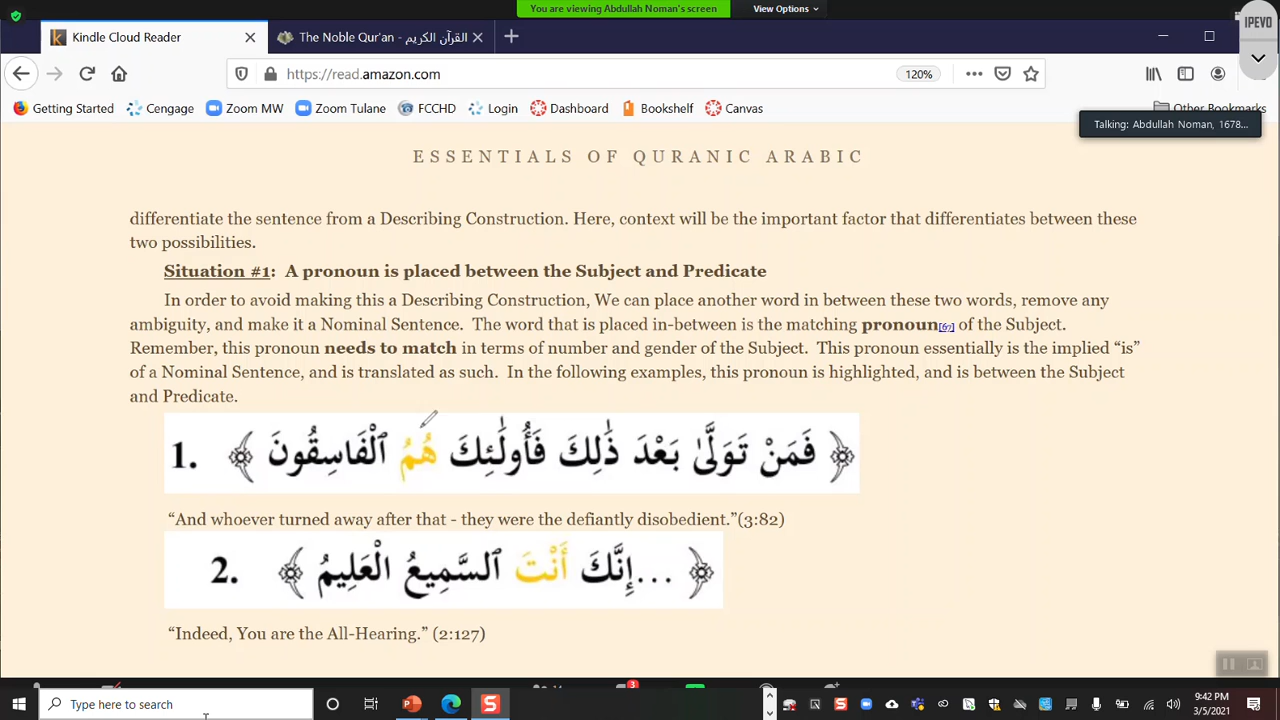 You are viewing Abdullah Noman's screen
View Options
IPEVO
Kindle Cloud Reader
The Noble Qur'an - القرآن الكريم
https://read.amazon.com
120%
Getting Started
Cengage
Zoom MW
Zoom Tulane
FCCHD
Login
Dashboard
Bookshelf
Canvas
Other Bookmarks
Talking: Abdullah Noman, 1678...
ESSENTIALS OF QURANIC ARABIC
differentiate the sentence from a Describing Construction. Here, context will be the important factor that differentiates between these
two possibilities.
Situation #1: A pronoun is placed between the Subject and Predicate
In order to avoid making this a Describing Construction, We can place another word in between these two words, remove any
ambiguity, and make it a Nominal Sentence. The word that is placed in-between is the matching pronoun[67] of the Subject.
Remember, this pronoun needs to match in terms of number and gender of the Subject. This pronoun essentially is the implied “is”
of a Nominal Sentence, and is translated as such. In the following examples, this pronoun is highlighted, and is between the Subject
and Predicate.
1. ﴿ فَمَنْ تَوَلَّىٰ بَعْدَ ذَٰلِكَ فَأُولَٰئِكَ هُمُ ٱلْفَاسِقُونَ ﴾
“And whoever turned away after that - they were the defiantly disobedient.”(3:82)
2. ﴿ ...إِنَّكَ أَنْتَ ٱلسَّمِيعُ الْعَلِيمُ ﴾
“Indeed, You are the All-Hearing.” (2:127)
Type here to search
3
9:42 PM
3/5/2021